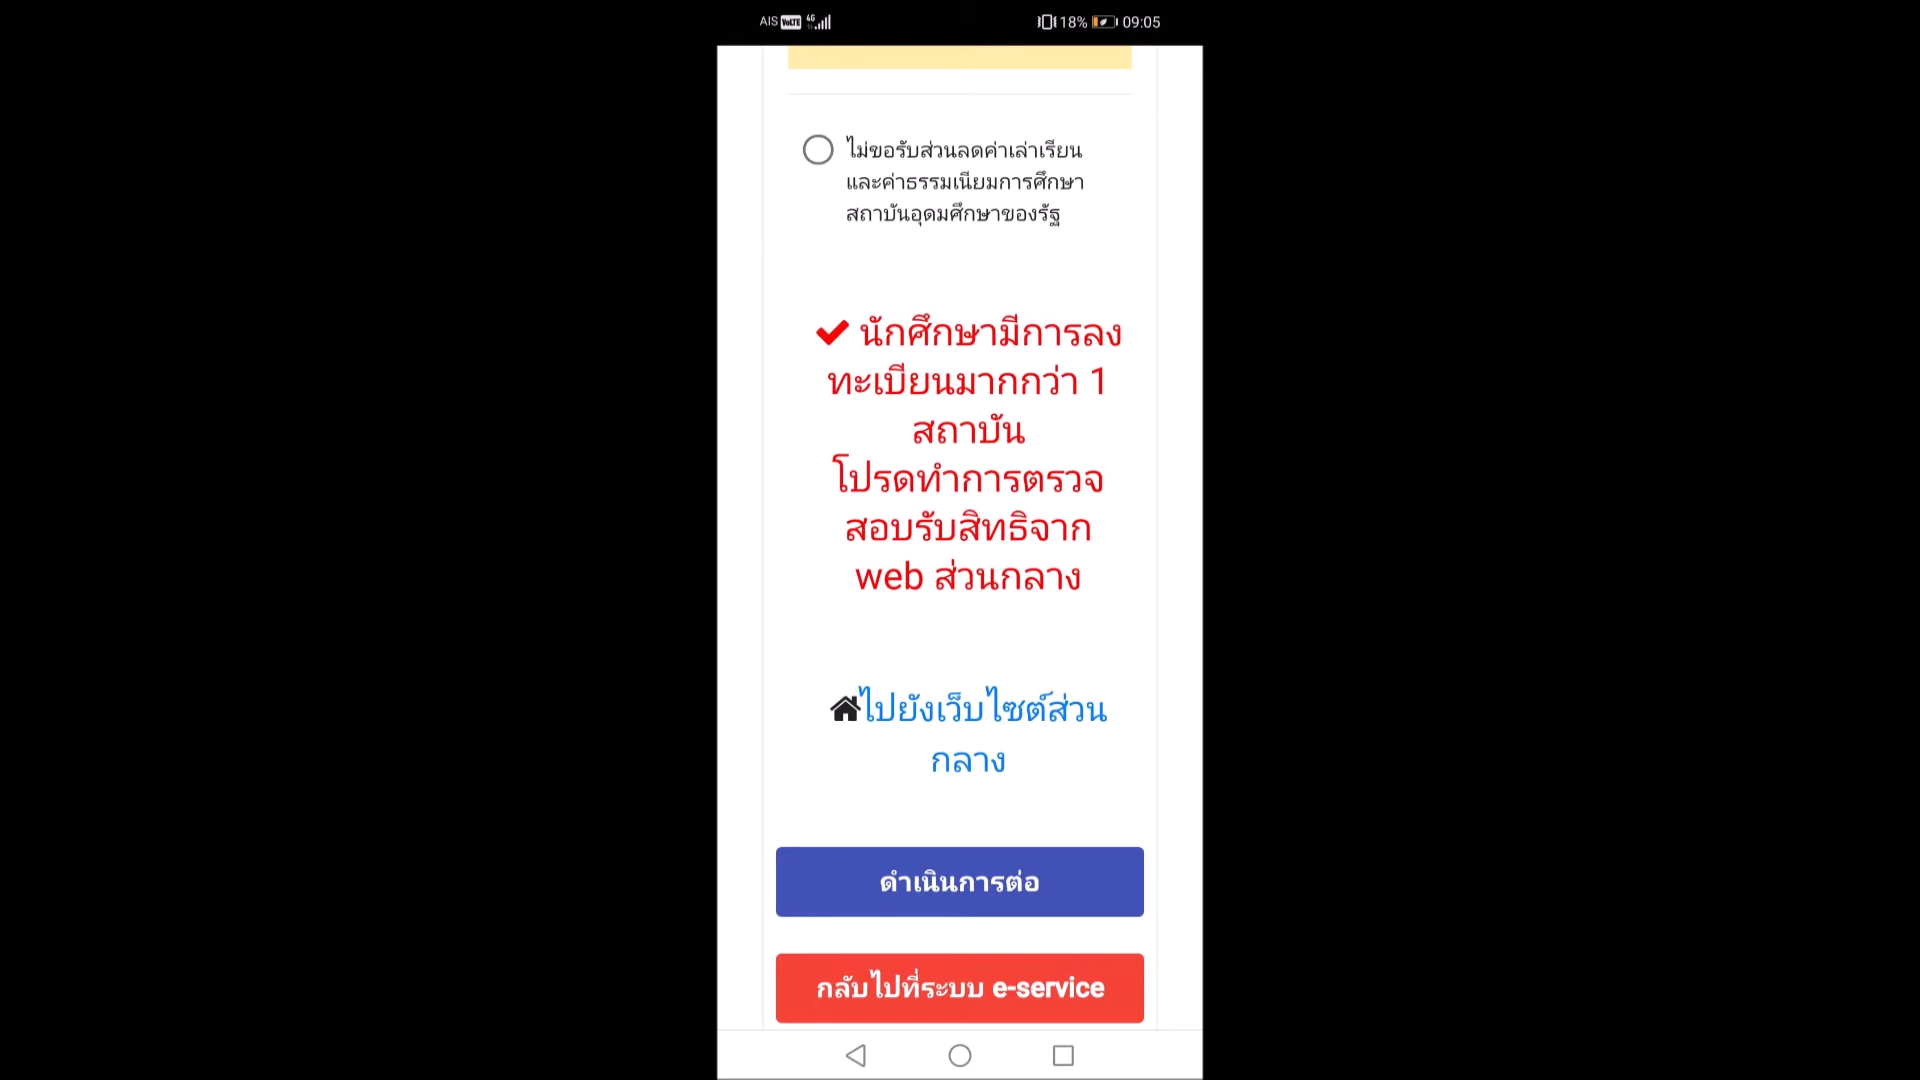 AIS VoLTE 4G 18% 09:05
ไม่ขอรับส่วนลดค่าเล่าเรียน
และค่าธรรมเนียมการศึกษา
สถาบันอุดมศึกษาของรัฐ
นักศึกษามีการลง
ทะเบียนมากกว่า 1
สถาบัน
โปรดทำการตรวจ
สอบรับสิทธิจาก
web ส่วนกลาง
ไปยังเว็บไซต์ส่วน
กลาง
ดำเนินการต่อ
กลับไปที่ระบบ e-service